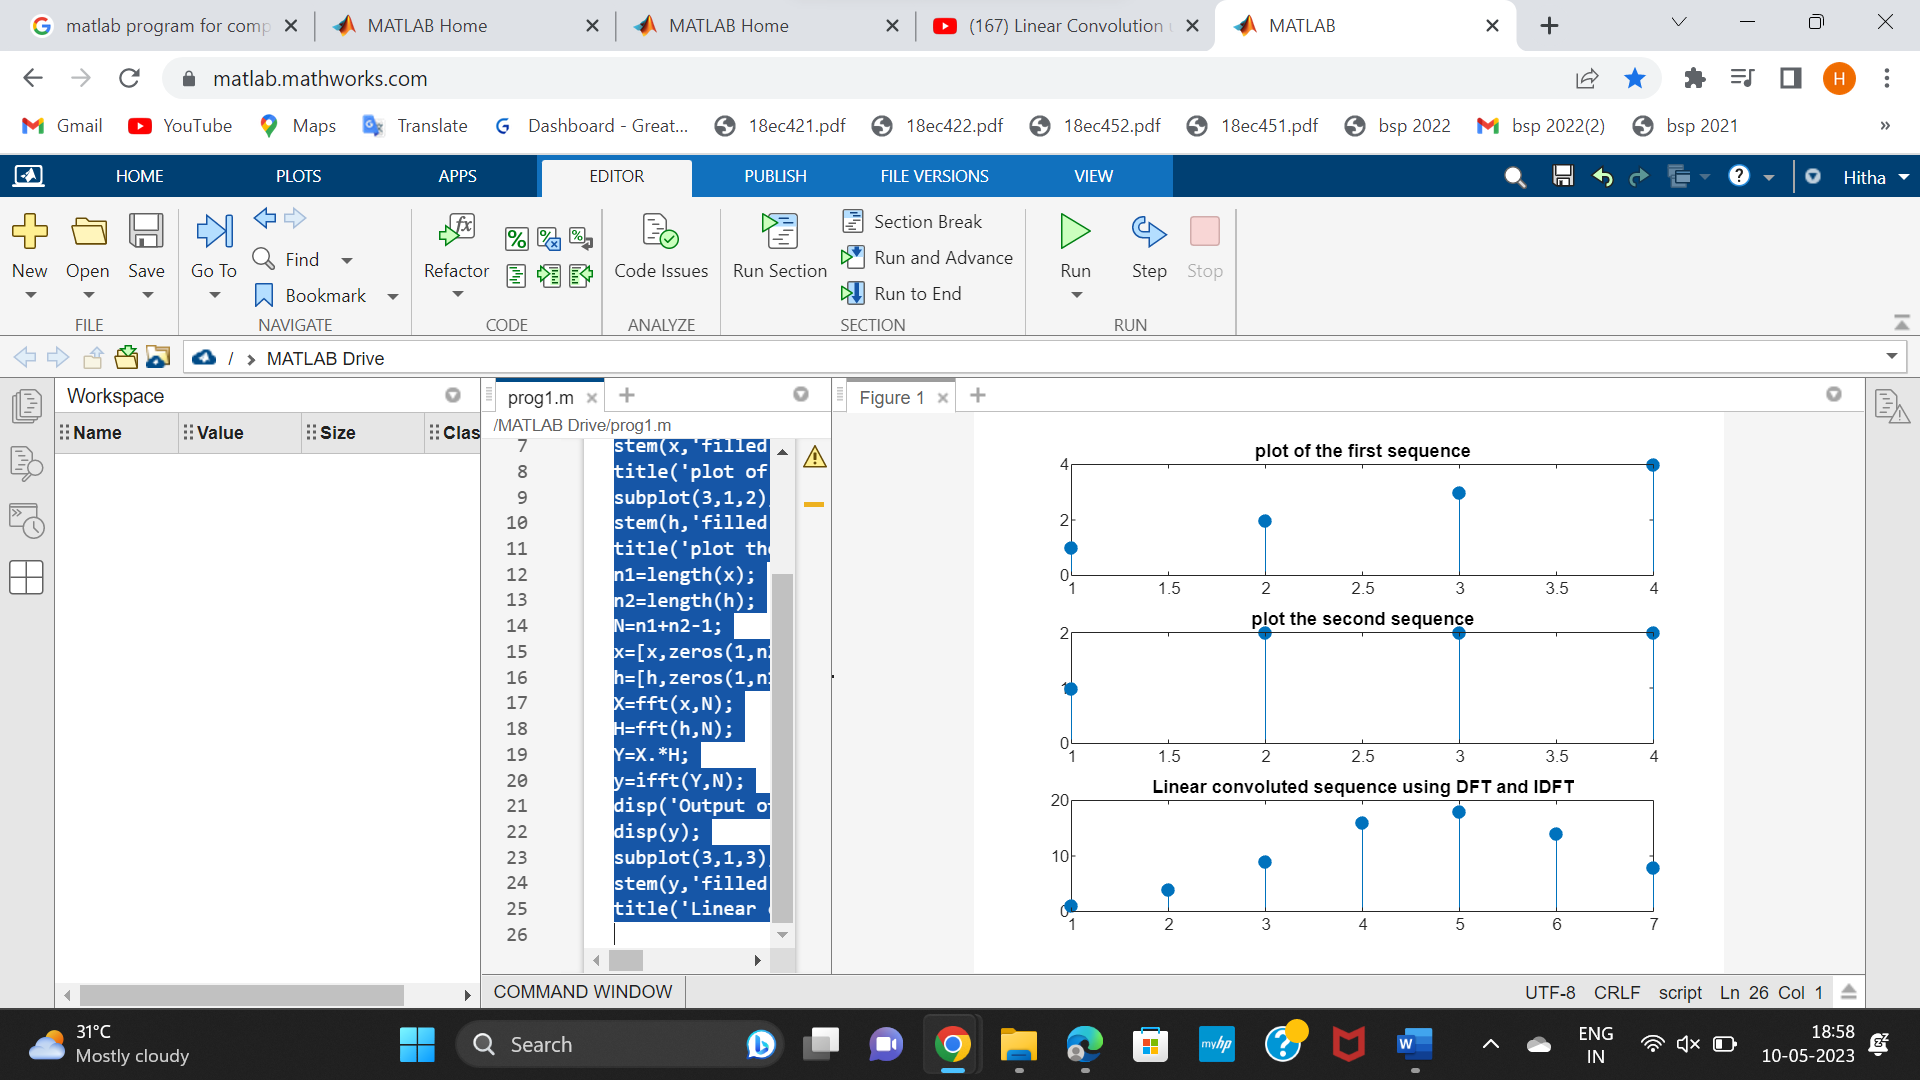 matlab program for comp
MATLAB Home
MATLAB Home
(167) Linear Convolution
MATLAB
matlab.mathworks.com
H
Gmail
YouTube
Maps
Translate
Dashboard - Great...
18ec421.pdf
18ec422.pdf
18ec452.pdf
18ec451.pdf
bsp 2022
bsp 2022(2)
bsp 2021
»
HOME
PLOTS
APPS
EDITOR
PUBLISH
FILE VERSIONS
VIEW
Hitha
New
Open
Save
Go To
Find
Bookmark
Refactor
Code Issues
Run Section
Section Break
Run and Advance
Run to End
Run
Step
Stop
FILE
NAVIGATE
CODE
ANALYZE
SECTION
RUN
/ › MATLAB Drive
Workspace
Name Value Size Clas
prog1.m
/MATLAB Drive/prog1.m
7 stem(x,'filled
8 title('plot of
9 subplot(3,1,2)
10 stem(h,'filled
11 title('plot the
12 n1=length(x);
13 n2=length(h);
14 N=n1+n2-1;
15 x=[x,zeros(1,n2
16 h=[h,zeros(1,n1
17 X=fft(x,N);
18 H=fft(h,N);
19 Y=X.*H;
20 y=ifft(Y,N);
21 disp('Output o
22 disp(y);
23 subplot(3,1,3)
24 stem(y,'filled
25 title('Linear
26
Figure 1
plot of the first sequence
4
2
0
1 1.5 2 2.5 3 3.5 4
plot the second sequence
2
1
0
1 1.5 2 2.5 3 3.5 4
Linear convoluted sequence using DFT and IDFT
20
10
0
1 2 3 4 5 6 7
COMMAND WINDOW
UTF-8 CRLF script Ln 26 Col 1
31°C
Mostly cloudy
Search
myhp
W
ENG
IN
18:58
10-05-2023